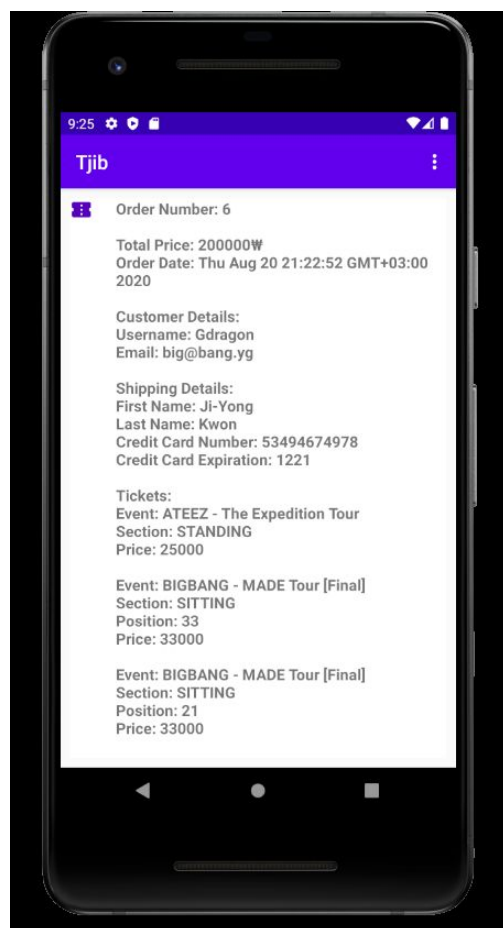 9:25
Tjib
Order Number: 6
Total Price: 200000₩
Order Date: Thu Aug 20 21:22:52 GMT+03:00
2020
Customer Details:
Username: Gdragon
Email: big@bang.yg
Shipping Details:
First Name: Ji-Yong
Last Name: Kwon
Credit Card Number: 53494674978
Credit Card Expiration: 1221
Tickets:
Event: ATEEZ - The Expedition Tour
Section: STANDING
Price: 25000
Event: BIGBANG - MADE Tour [Final]
Section: SITTING
Position: 33
Price: 33000
Event: BIGBANG - MADE Tour [Final]
Section: SITTING
Position: 21
Price: 33000